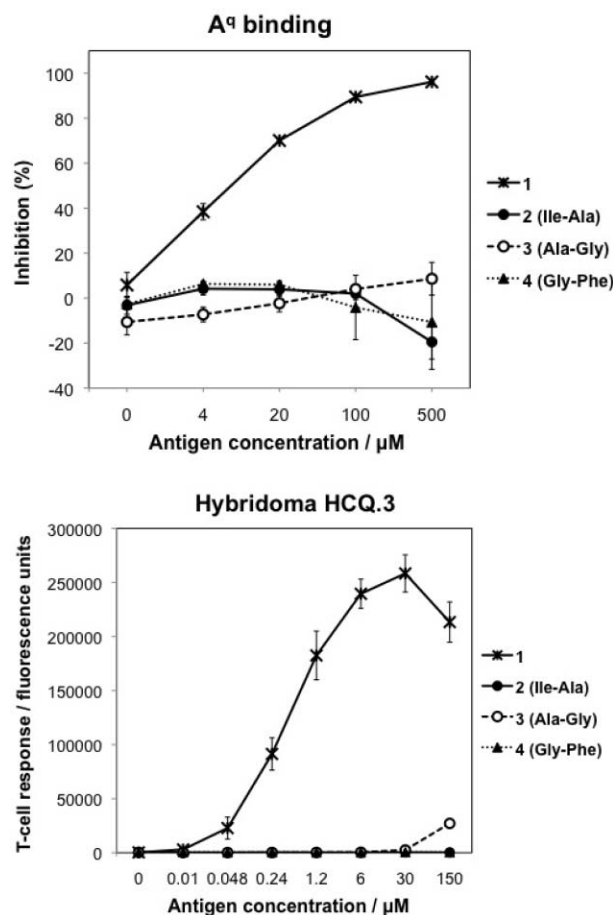 Aq binding
Inhibition (%)
100
80
60
40
20
0
-20
-40
0 4 20 100 500
Antigen concentration / µM
1
2 (Ile-Ala)
3 (Ala-Gly)
4 (Gly-Phe)
Hybridoma HCQ.3
T-cell response / fluorescence units
300000
250000
200000
150000
100000
50000
0
0 0.01 0.048 0.24 1.2 6 30 150
Antigen concentration / µM
1
2 (Ile-Ala)
3 (Ala-Gly)
4 (Gly-Phe)